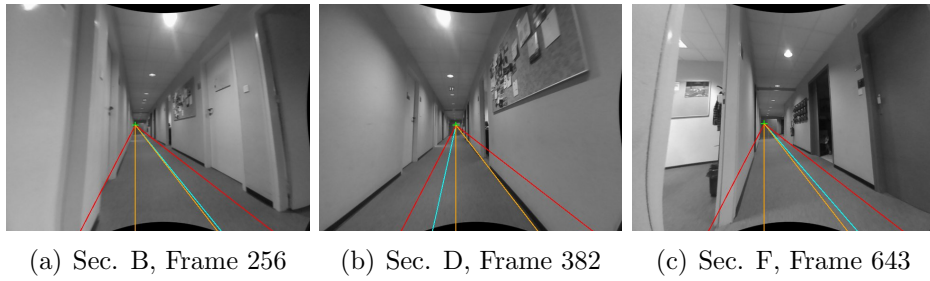 (a) Sec. B, Frame 256
(b) Sec. D, Frame 382
(c) Sec. F, Frame 643